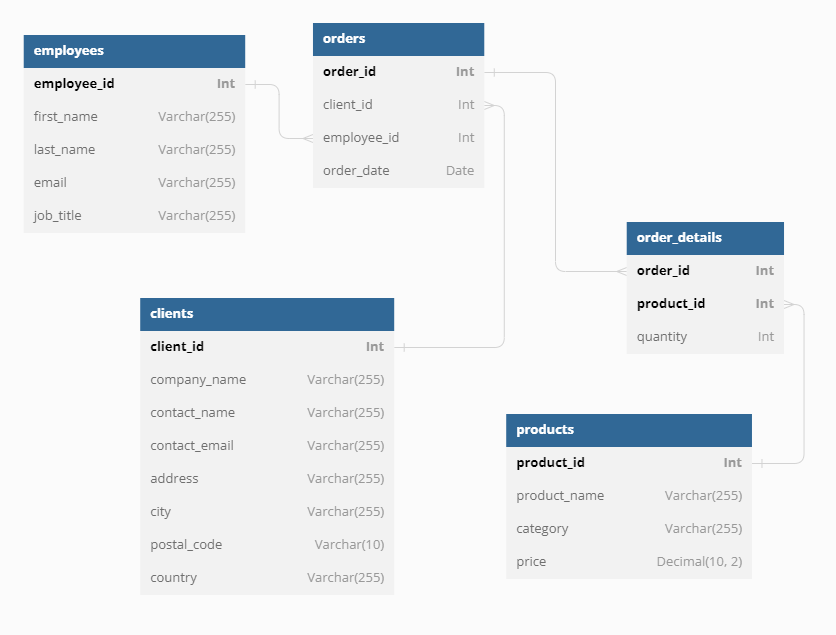 employees
employee_id Int
first_name Varchar(255)
last_name Varchar(255)
email Varchar(255)
job_title Varchar(255)
orders
order_id Int
client_id Int
employee_id Int
order_date Date
order_details
order_id Int
product_id Int
quantity Int
clients
client_id Int
company_name Varchar(255)
contact_name Varchar(255)
contact_email Varchar(255)
address Varchar(255)
city Varchar(255)
postal_code Varchar(10)
country Varchar(255)
products
product_id Int
product_name Varchar(255)
category Varchar(255)
price Decimal(10, 2)